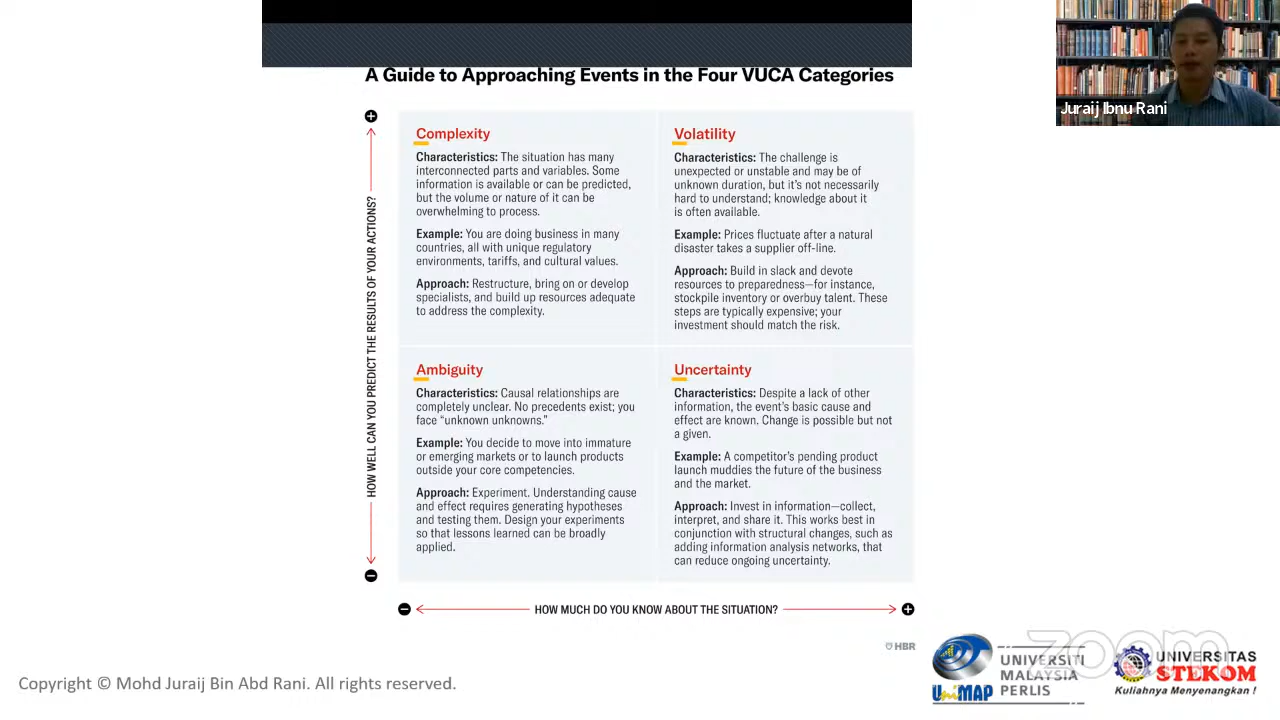 A Guide to Approaching Events in the Four VUCA Categories
Juraij Ibnu Rani
HOW WELL CAN YOU PREDICT THE RESULTS OF YOUR ACTIONS?
Complexity
Characteristics: The situation has many
interconnected parts and variables. Some
information is available or can be predicted,
but the volume or nature of it can be
overwhelming to process.
Example: You are doing business in many
countries, all with unique regulatory
environments, tariffs, and cultural values.
Approach: Restructure, bring on or develop
specialists, and build up resources adequate
to address the complexity.
Volatility
Characteristics: The challenge is
unexpected or unstable and may be of
unknown duration, but it's not necessarily
hard to understand; knowledge about it
is often available.
Example: Prices fluctuate after a natural
disaster takes a supplier off-line.
Approach: Build in slack and devote
resources to preparedness—for instance,
stockpile inventory or overbuy talent. These
steps are typically expensive; your
investment should match the risk.
Ambiguity
Characteristics: Causal relationships are
completely unclear. No precedents exist; you
face “unknown unknowns.”
Example: You decide to move into immature
or emerging markets or to launch products
outside your core competencies.
Approach: Experiment. Understanding cause
and effect requires generating hypotheses
and testing them. Design your experiments
so that lessons learned can be broadly
applied.
Uncertainty
Characteristics: Despite a lack of other
information, the event's basic cause and
effect are known. Change is possible but not
a given.
Example: A competitor's pending product
launch muddies the future of the business
and the market.
Approach: Invest in information—collect,
interpret, and share it. This works best in
conjunction with structural changes, such as
adding information analysis networks, that
can reduce ongoing uncertainty.
HOW MUCH DO YOU KNOW ABOUT THE SITUATION?
HBR
Copyright © Mohd Juraij Bin Abd Rani. All rights reserved.
UniMAP
UNIVERSITI
MALAYSIA
PERLIS
zoom
UNIVERSITAS
STEKOM
Kuliahnya Menyenangkan !